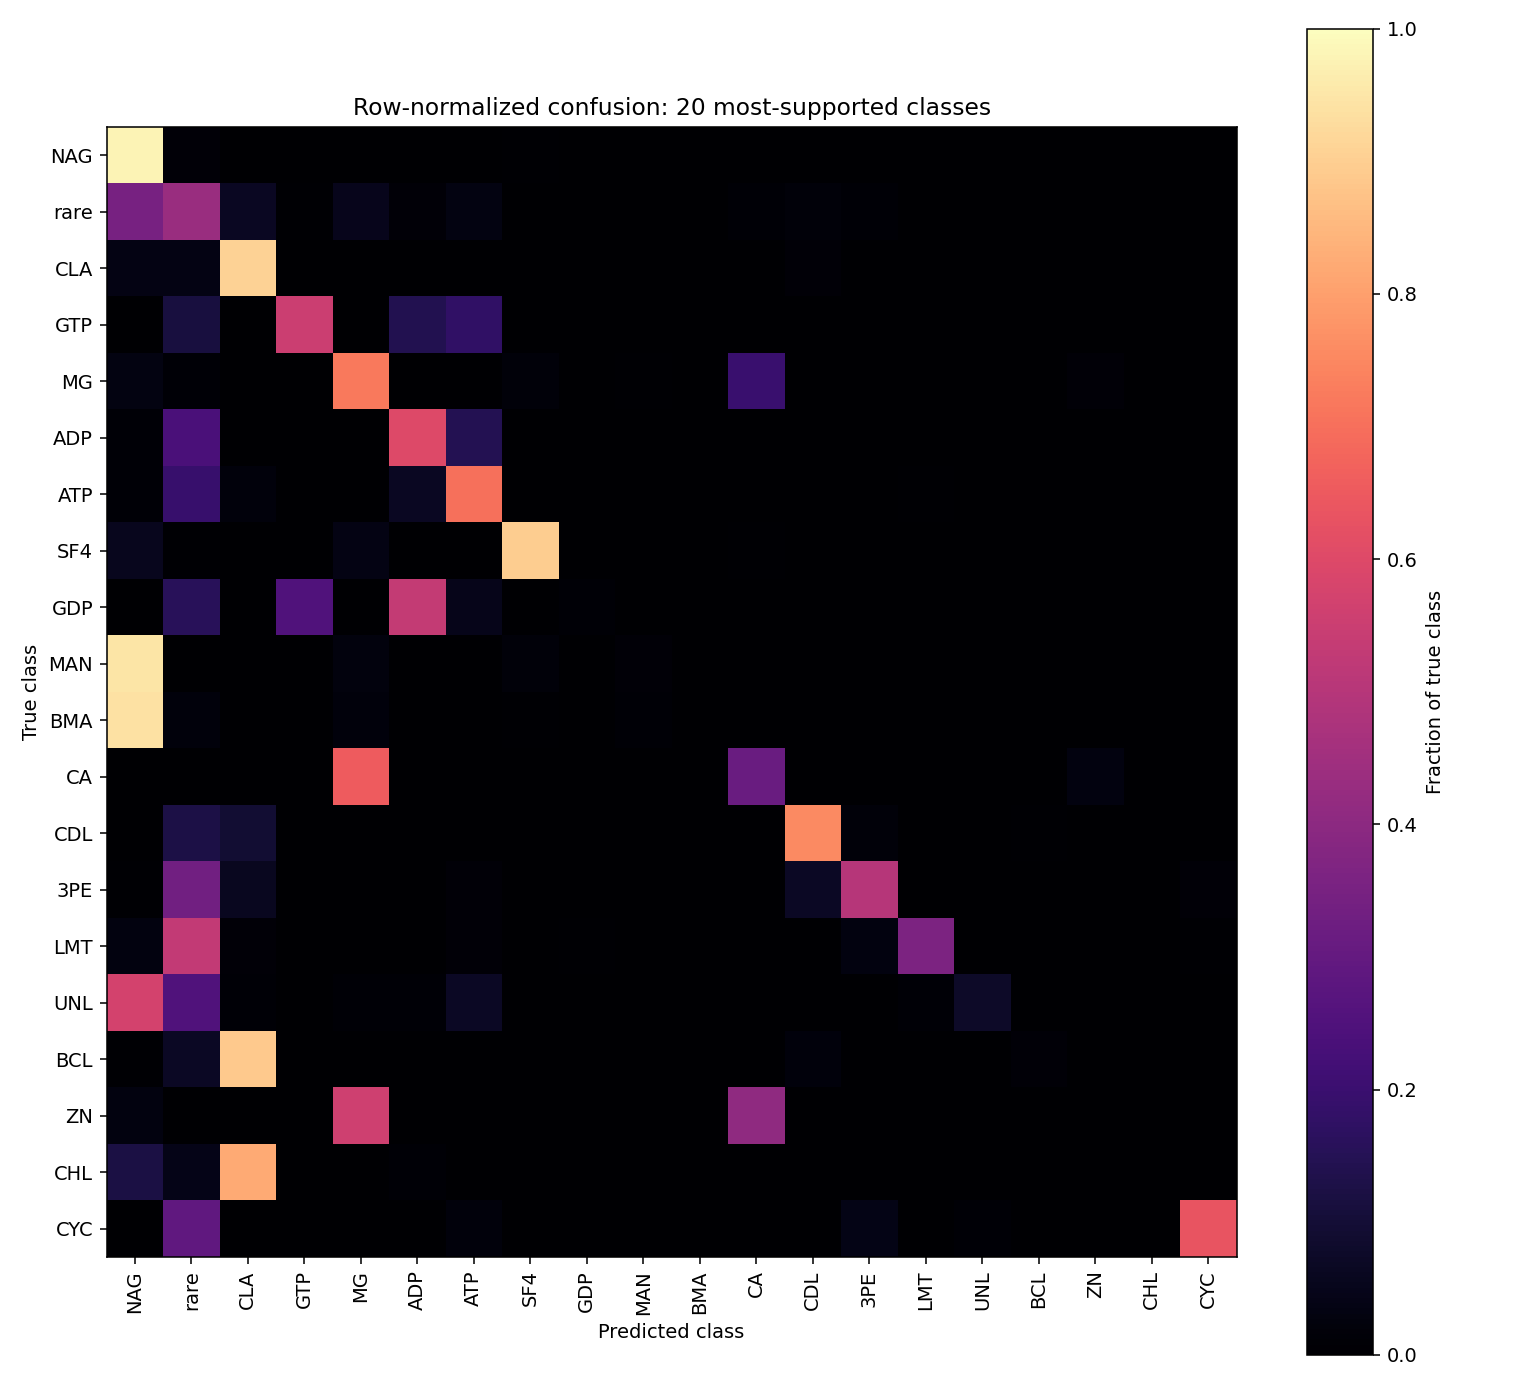 Row-normalized confusion: 20 most-supported classes
True class
NAG
rare
CLA
GTP
MG
ADP
ATP
SF4
GDP
MAN
BMA
CA
CDL
3PE
LMT
UNL
BCL
ZN
CHL
CYC
NAG
rare
CLA
GTP
MG
ADP
ATP
SF4
GDP
MAN
BMA
CA
CDL
3PE
LMT
UNL
BCL
ZN
CHL
CYC
Predicted class
1.0
0.8
0.6
0.4
0.2
0.0
Fraction of true class